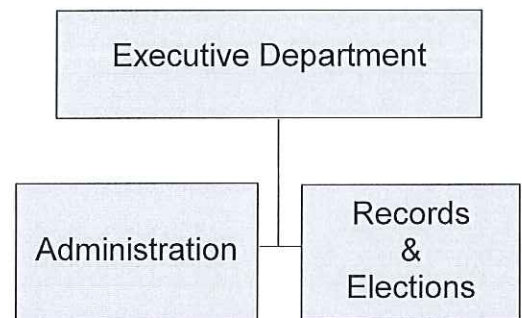 Executive Department
Administration
Records
&
Elections